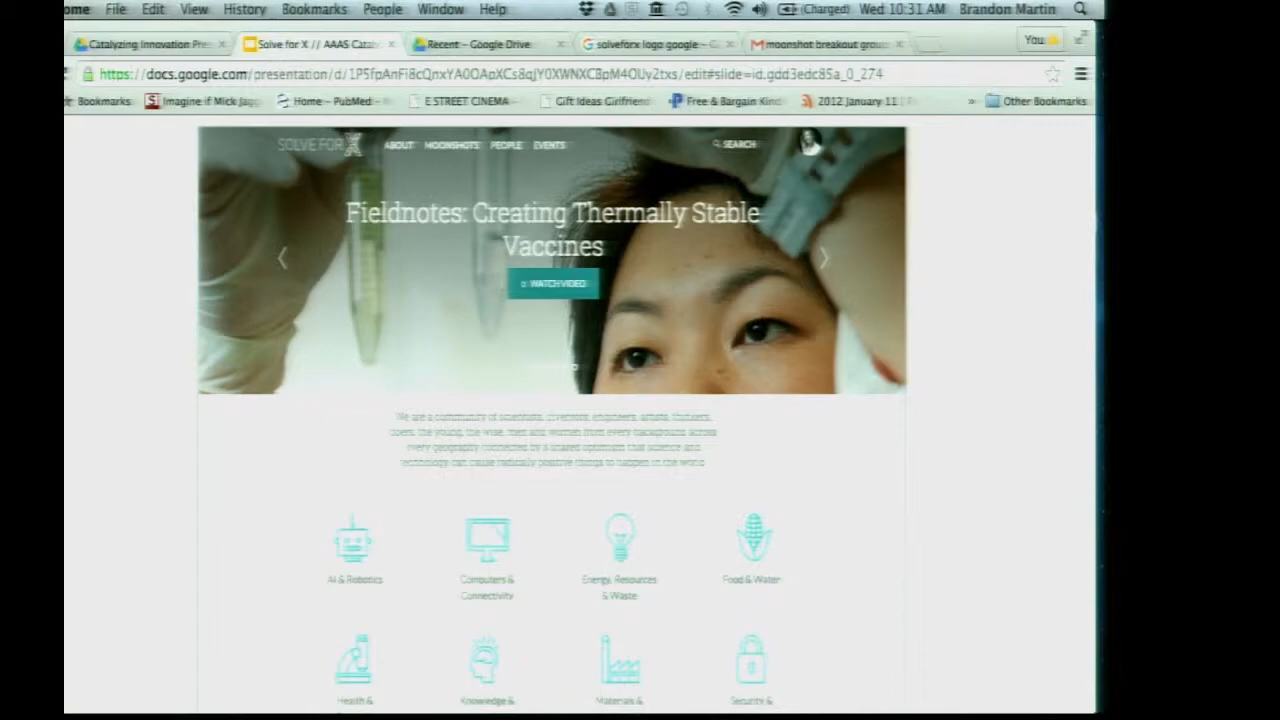 ome File Edit View History Bookmarks People Window Help (Charged) Wed 10:31 AM Brandon Martin
Catalyzing Innovation Pre Solve for X // AAAS Cataly Recent – Google Drive solveforx logo google – G moonshot breakout group You
https://docs.google.com/presentation/d/ /edit#slide=id.gdd3edc85a_0_274
Bookmarks Imagine if Mick Jagg Home – PubMed – E STREET CINEMA – Gift Ideas Girlfriend Free & Bargain Kind 2012 January 11 » Other Bookmarks
SOLVE FOR X ABOUT MOONSHOTS PEOPLE EVENTS SEARCH
Fieldnotes: Creating Thermally Stable
Vaccines
WATCH VIDEO
We are a community of scientists, inventors, engineers, artists, thinkers,
doers, the young, the wise, men and women from every background across
every geography connected by a shared optimism that science and
technology can cause radically positive things to happen in the world
AI & Robotics
Computers &
Connectivity
Energy, Resources
& Waste
Food & Water
Health &
Knowledge &
Materials &
Security &